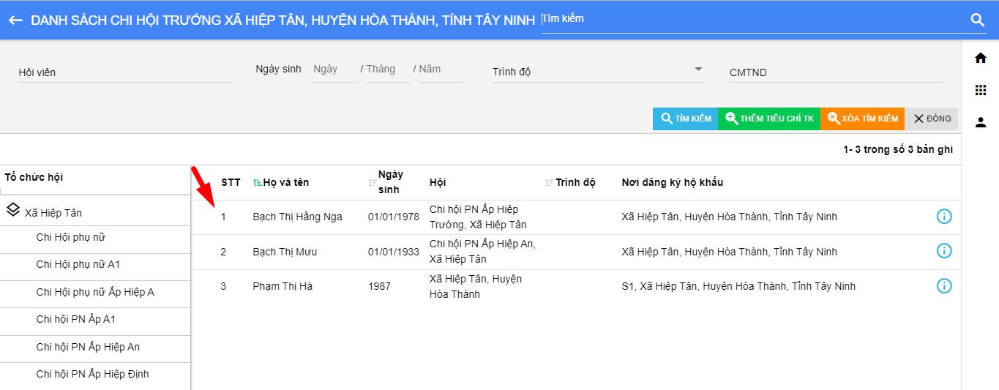 DANH SÁCH CHI HỘI TRƯỞNG XÃ HIỆP TÂN, HUYỆN HÒA THÀNH, TỈNH TÂY NINH Tìm kiếm
Hội viên Ngày sinh Ngày / Tháng / Năm Trình độ CMTND
TÌM KIẾM THÊM TIÊU CHÍ TK XÓA TÌM KIẾM ĐÓNG
1- 3 trong số 3 bản ghi
Tổ chức hội
Xã Hiệp Tân
Chi Hội phụ nữ
Chi Hội phụ nữ A1
Chi Hội phụ nữ Ấp Hiệp A
Chi hội PN Ấp A1
Chi hội PN Ấp Hiệp An
Chi hội PN Ấp Hiệp Định
STT Họ và tên Ngày sinh Hội Trình độ Nơi đăng ký hộ khẩu
1 Bạch Thị Hằng Nga 01/01/1978 Chi hội PN Ấp Hiệp Trường, Xã Hiệp Tân Xã Hiệp Tân, Huyện Hòa Thành, Tỉnh Tây Ninh
2 Bạch Thị Mưu 01/01/1933 Chi hội PN Ấp Hiệp An, Xã Hiệp Tân Xã Hiệp Tân, Huyện Hòa Thành, Tỉnh Tây Ninh
3 Phạm Thị Hà 1987 Xã Hiệp Tân, Huyện Hòa Thành S1, Xã Hiệp Tân, Huyện Hòa Thành, Tỉnh Tây Ninh